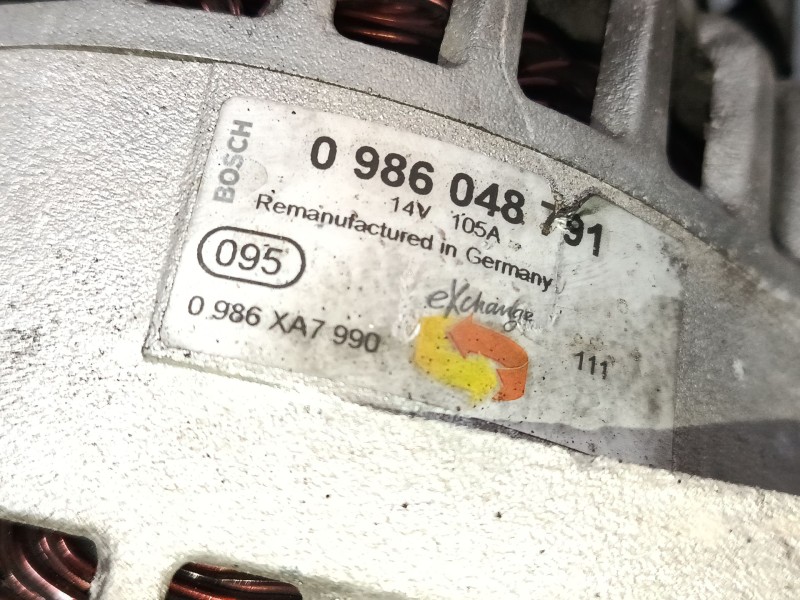 BOSCH
0 986 048 791
14V 105A
Remanufactured in Germany
095
0 986 XA7 990
eXchange
111